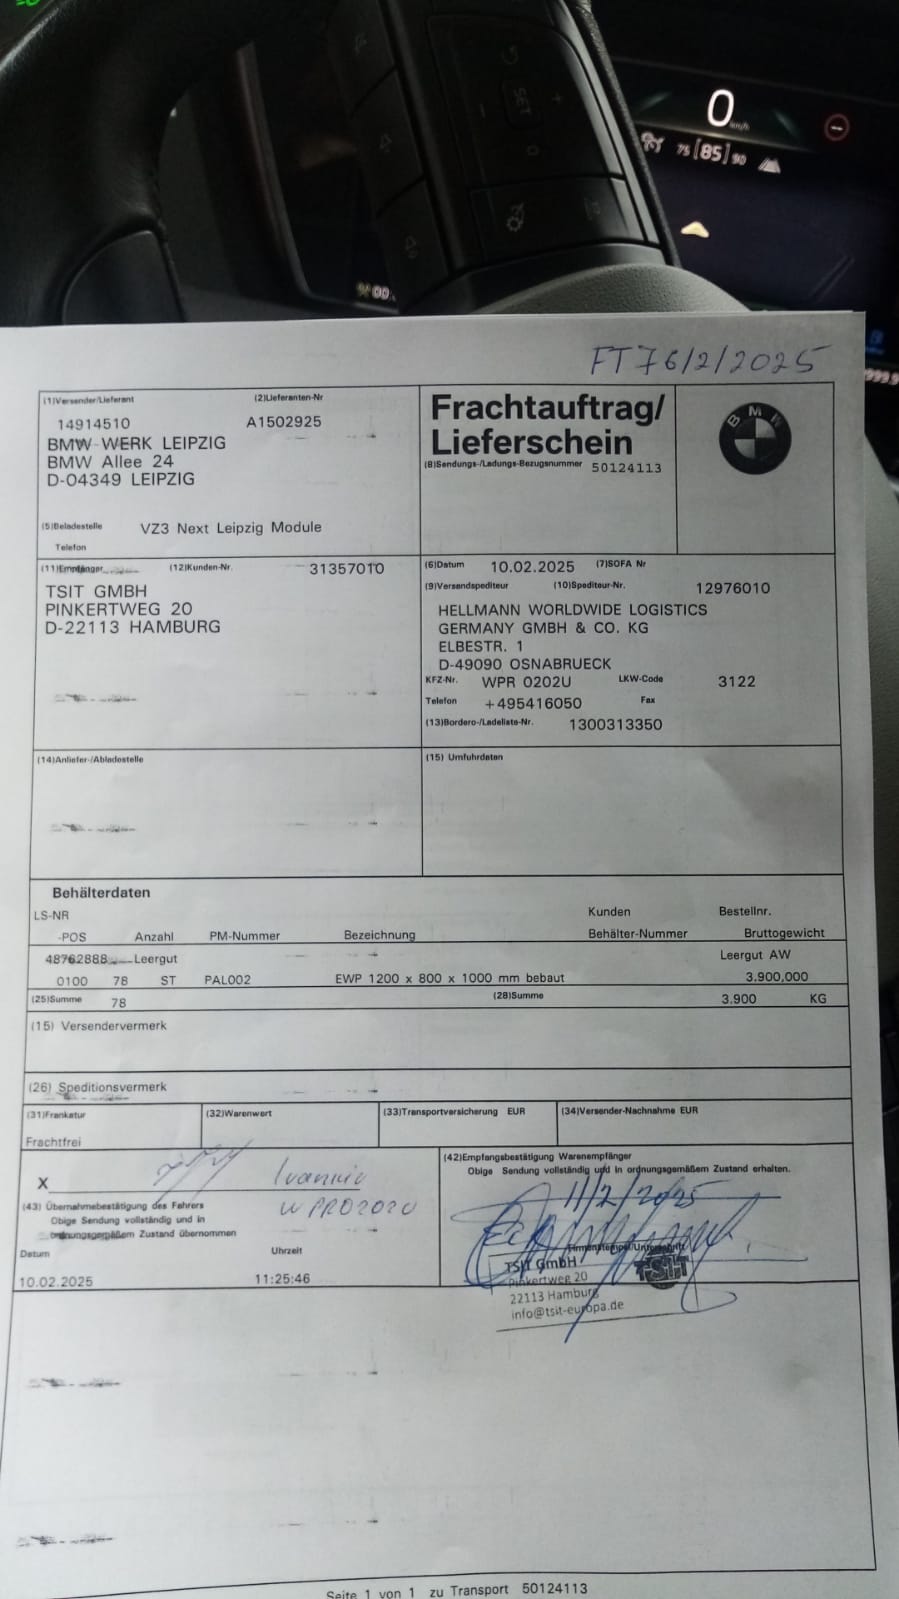 SET
0
km/h
75 [85] 90
FT76/2/2025
(1)Versender/Lieferant (2)Lieferanten-Nr
14914510 A1502925
BMW WERK LEIPZIG
BMW Allee 24
D-04349 LEIPZIG
(5)Beladestelle VZ3 Next Leipzig Module
Telefon
Frachtauftrag/
Lieferschein
(8)Sendungs-/Ladungs-Bezugsnummer 50124113
BMW
(11)Empfänger (12)Kunden-Nr. 31357010
TSIT GMBH
PINKERTWEG 20
D-22113 HAMBURG
(6)Datum 10.02.2025 (7)SOFA Nr
(9)Versandspediteur (10)Spediteur-Nr. 12976010
HELLMANN WORLDWIDE LOGISTICS
GERMANY GMBH & CO. KG
ELBESTR. 1
D-49090 OSNABRUECK
KFZ-Nr. WPR 0202U LKW-Code 3122
Telefon +495416050 Fax
(13)Bordero-/Ladeliste-Nr. 1300313350
(14)Anliefer-/Abladestelle
(15) Umfuhrdaten
Behälterdaten
LS-NR Kunden Bestellnr.
-POS Anzahl PM-Nummer Bezeichnung Behälter-Nummer Bruttogewicht
48762888 Leergut Leergut AW
0100 78 ST PAL002 EWP 1200 x 800 x 1000 mm bebaut 3.900,000
(25)Summe 78 (28)Summe 3.900 KG
(15) Versendervermerk
(26) Speditionsvermerk
(31)Frankatur (32)Warenwert (33)Transportversicherung EUR (34)Versender-Nachnahme EUR
Frachtfrei
X
(43) Übernahmebestätigung des Fahrers
Obige Sendung vollständig und in
ordnungsgemäßem Zustand übernommen
Datum Uhrzeit
10.02.2025 11:25:46
(42)Empfangsbestätigung Warenempfänger
Obige Sendung vollständig und in ordnungsgemäßem Zustand erhalten.
11/2/2025
Firmenstempel/Unterschrift
TSIT GmbH TSIT
Pinkertweg 20
22113 Hamburg
info@tsit-europa.de
Seite 1 von 1 zu Transport 50124113